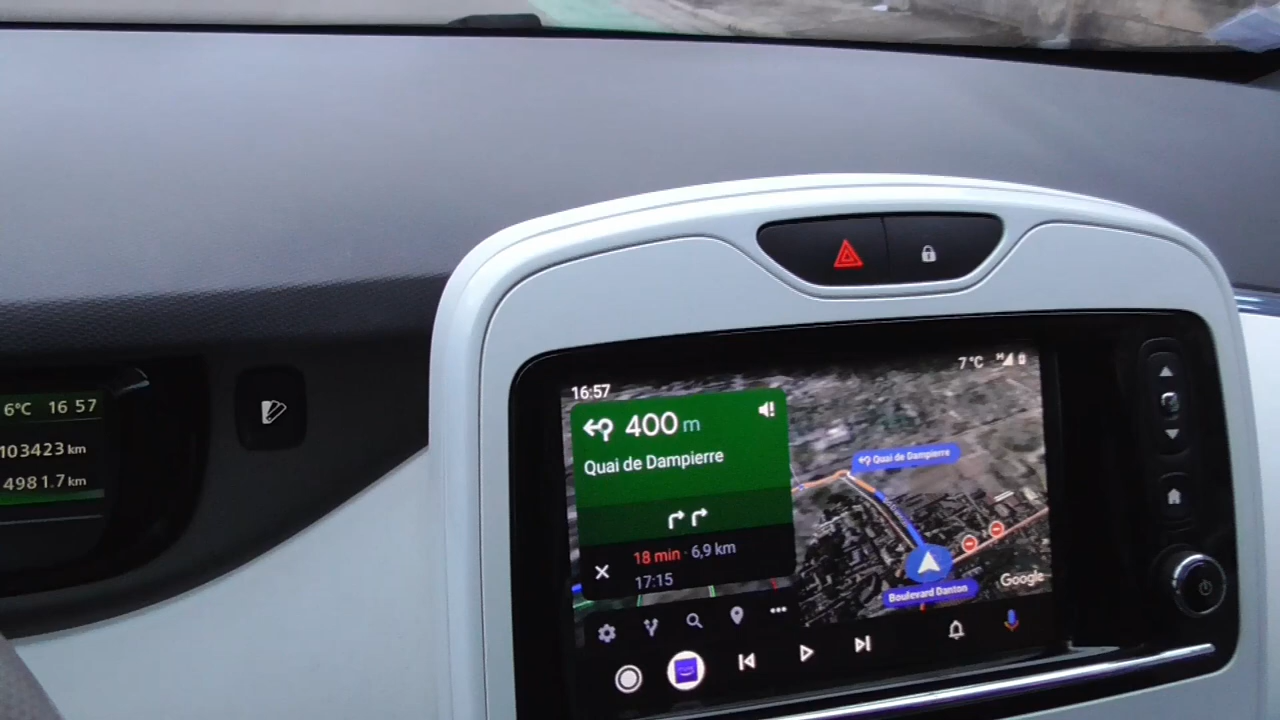 6°C 16 57
103423 km
4981.7 km
16:57
7 °C
H
400 m
Quai de Dampierre
18 min · 6,9 km
17:15
Quai de Dampierre
Boulevard Danton
Google